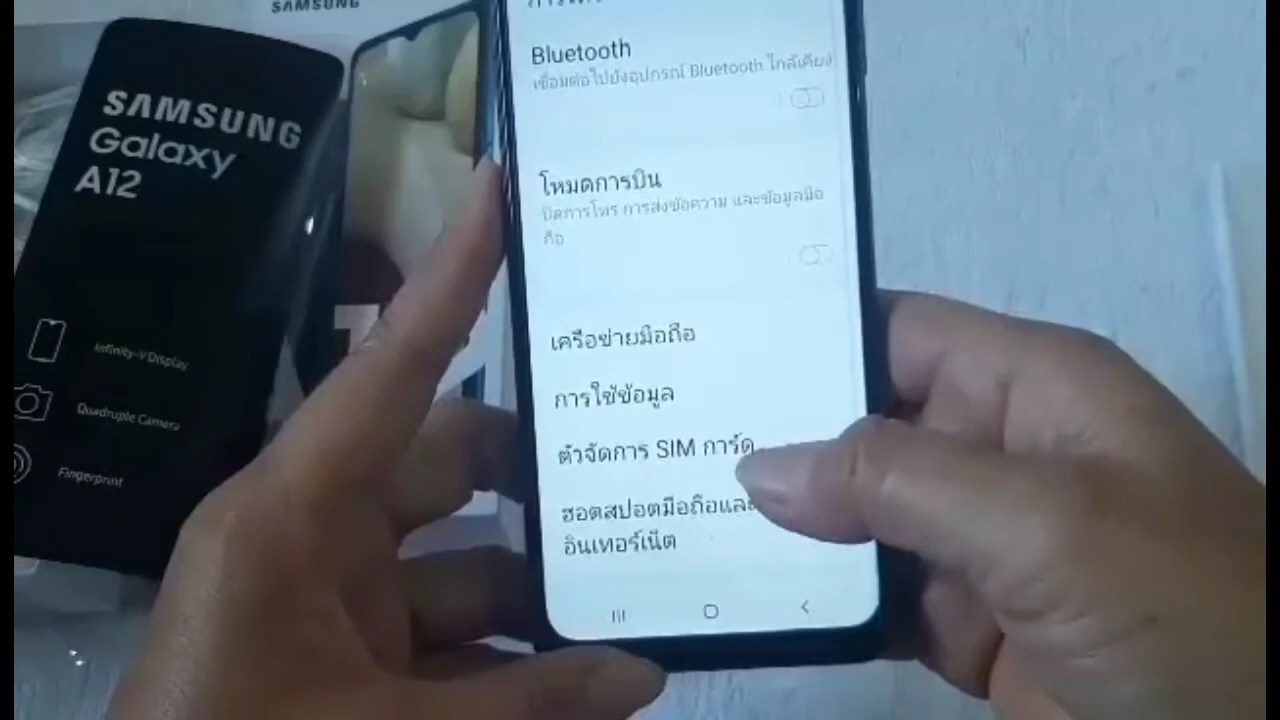 SAMSUNG
SAMSUNG
Galaxy
A12
Infinity-V Display
Quadruple Camera
Fingerprint
Bluetooth
เชื่อมต่อไปยังอุปกรณ์ Bluetooth ใกล้เคียง
โหมดการบิน
ปิดการโทร การส่งข้อความ และข้อมูลมือ
ถือ
เครือข่ายมือถือ
การใช้ข้อมูล
ตัวจัดการ SIM การ์ด
ฮอตสปอตมือถือและ
อินเทอร์เน็ต